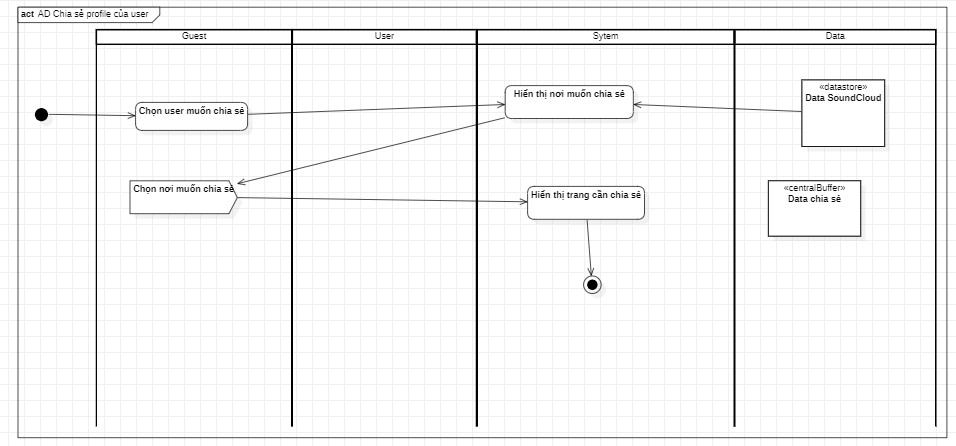 act AD Chia sẻ profile của user
Guest
User
Sytem
Data
Chọn user muốn chia sẻ
Hiển thị nơi muốn chia sẻ
«datastore»
Data SoundCloud
Chọn nơi muốn chia sẻ
Hiển thị trang cần chia sẻ
«centralBuffer»
Data chia sẻ